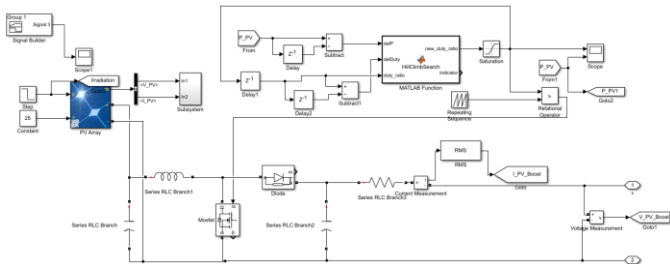 Group 1
Signal 3
Signal Builder
Scope1
Step
Irradiation
25
Constant
PV Array
<V_PV>
<I_PV>
In1
In2
Subsystem
P_PV
From
Z-1
Delay
Subtract
delP
delDuty
duty_ratio
HillClimbSearch
new_duty_ratio
Indicator
MATLAB Function
Z-1
Delay1
Z-1
Delay2
Subtract1
Saturation
P_PV
From1
Scope
P_PV1
Goto2
Repeating
Sequence
>
Relational
Operator
Series RLC Branch1
Diode
Series RLC Branch3
Current Measurement
RMS
RMS
I_PV_Boost
Goto
1
+
Series RLC Branch
Mosfet
Series RLC Branch2
Voltage Measurement
V_PV_Boost
Goto1
2
-